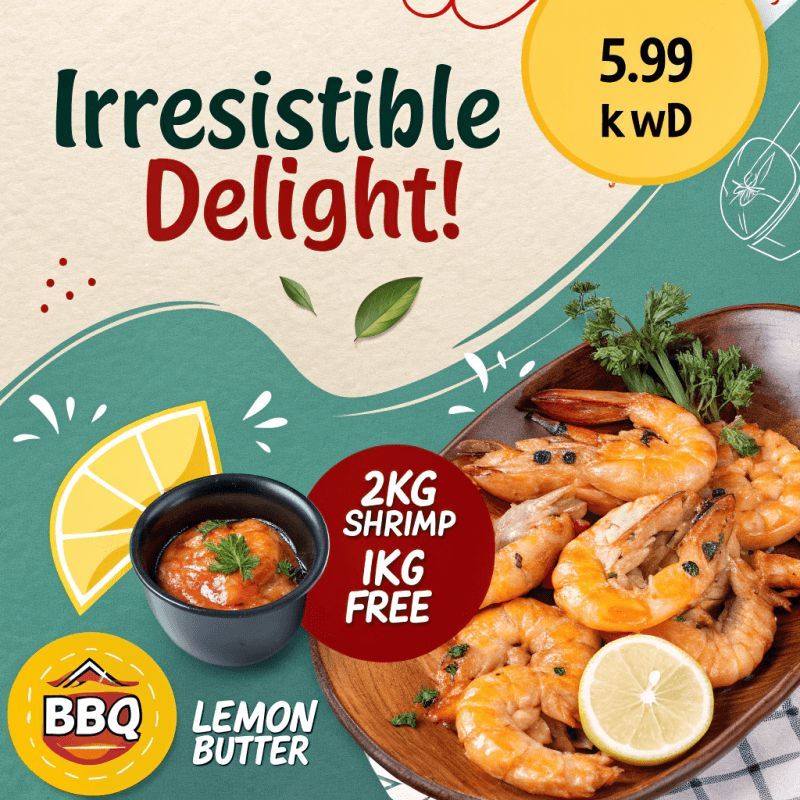 Irresistible
Delight!
5.99
kwD
2KG
SHRIMP
1KG
FREE
BBQ
LEMON
BUTTER